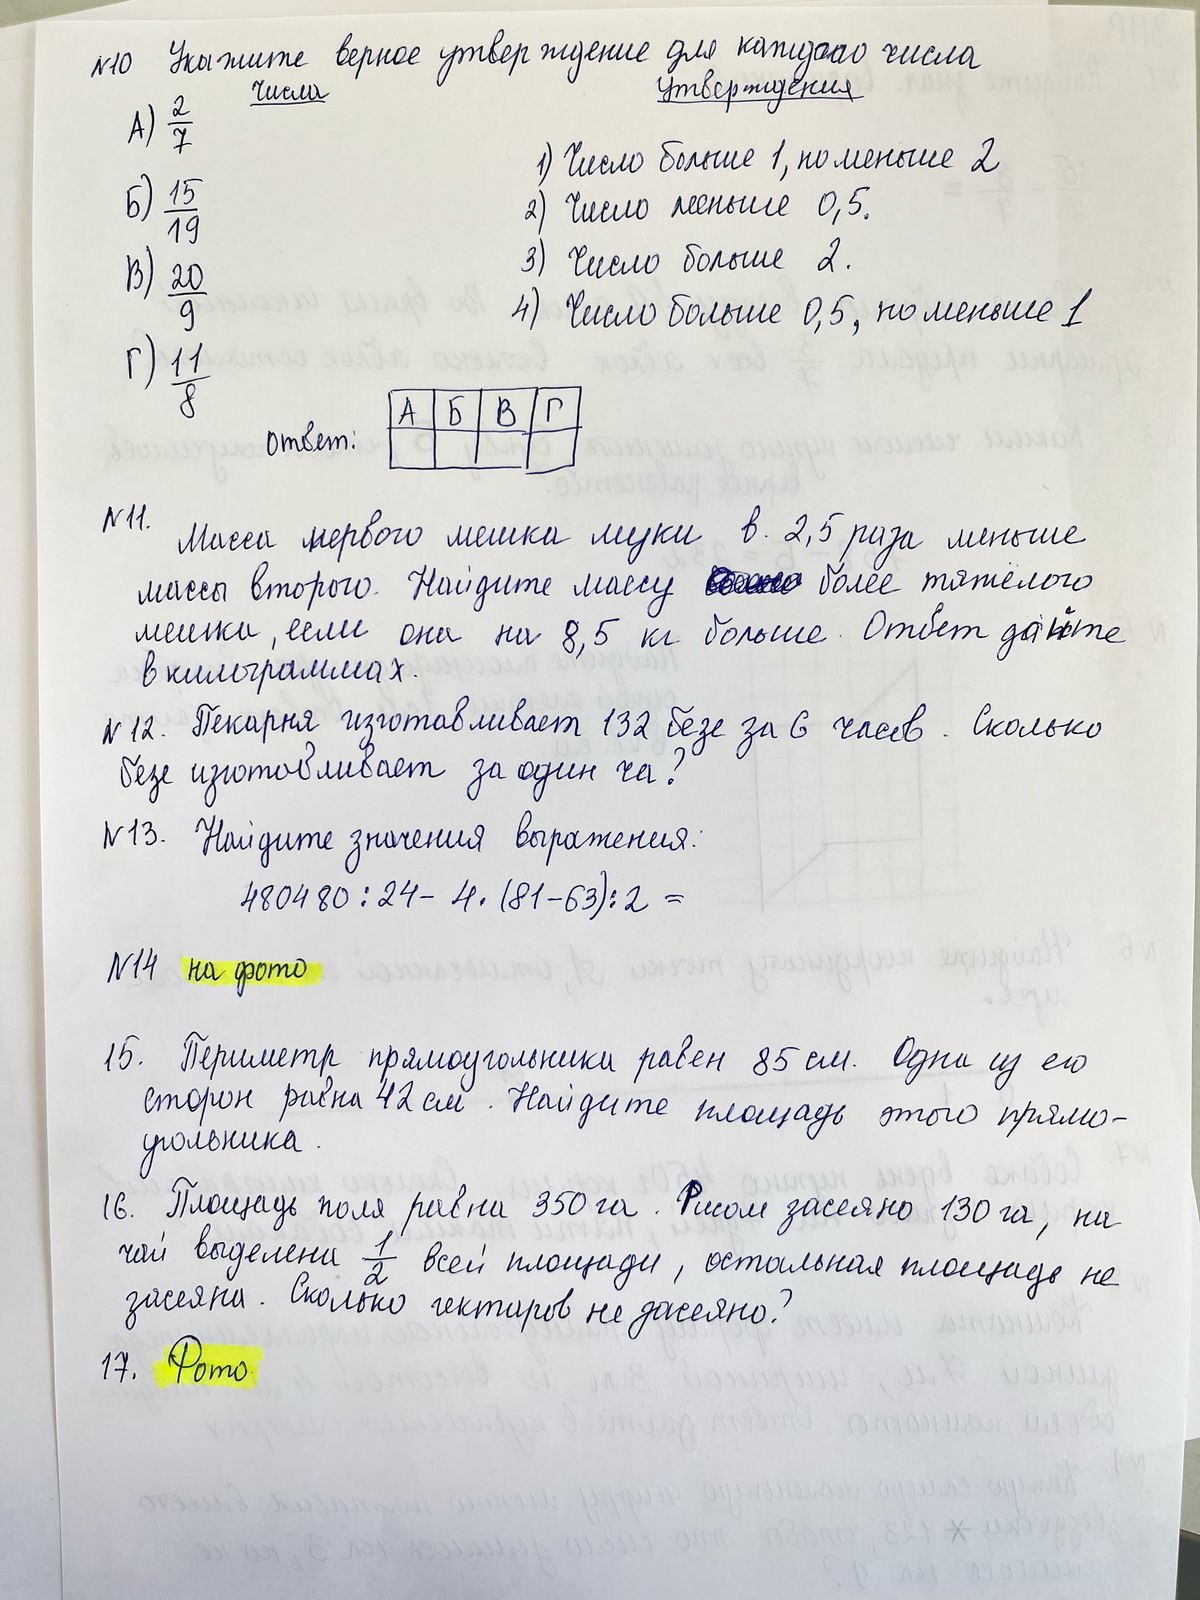 №10 Укажите верное утверждение для каждого числа
Числа
Утверждения
А) 2/7
Б) 15/19
В) 20/9
Г) 11/8
1) Число больше 1, но меньше 2
2) Число меньше 0,5.
3) Число больше 2.
4) Число больше 0,5, но меньше 1
Ответ:
А Б В Г
№11. Масса первого мешка муки в 2,5 раза меньше
массы второго. Найдите массу более тяжёлого
мешка, если она на 8,5 кг больше. Ответ дайте
в килограммах.
№12. Пекарня изготавливает 132 безе за 6 часов. Сколько
безе изготовливает за один ча?
№13. Найдите значения выражения:
480480 : 24 - 4 · (81-63) : 2 =
№14 на фото
15. Периметр прямоугольника равен 85 см. Одна из его
сторон равна 42 см. Найдите площадь этого прямо-
угольника.
16. Площадь поля равна 350 га. Рисом засеяно 130 га, на
чай выделена 1/2 всей площади, остальная площадь не
засеяна. Сколько гектаров не засеяно?
17. Фото.